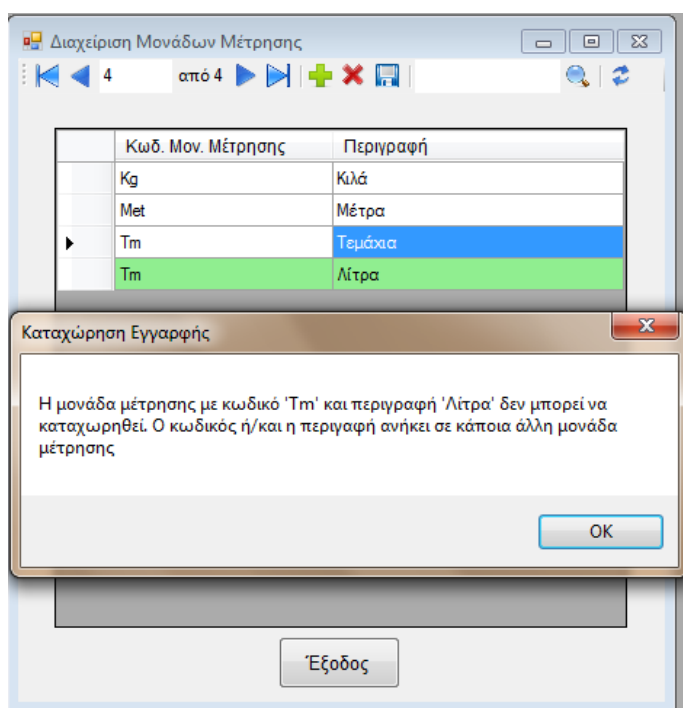 Διαχείριση Μονάδων Μέτρησης
4 από 4
Κωδ. Μον. Μέτρησης Περιγραφή
Kg Κιλά
Met Μέτρα
Tm Τεμάχια
Tm Λίτρα
Καταχώρηση Εγγαρφής
Η μονάδα μέτρησης με κωδικό 'Tm' και περιγραφή 'Λίτρα' δεν μπορεί να
καταχωρηθεί. Ο κωδικός ή/και η περιγαφή ανήκει σε κάποια άλλη μονάδα
μέτρησης
OK
Έξοδος